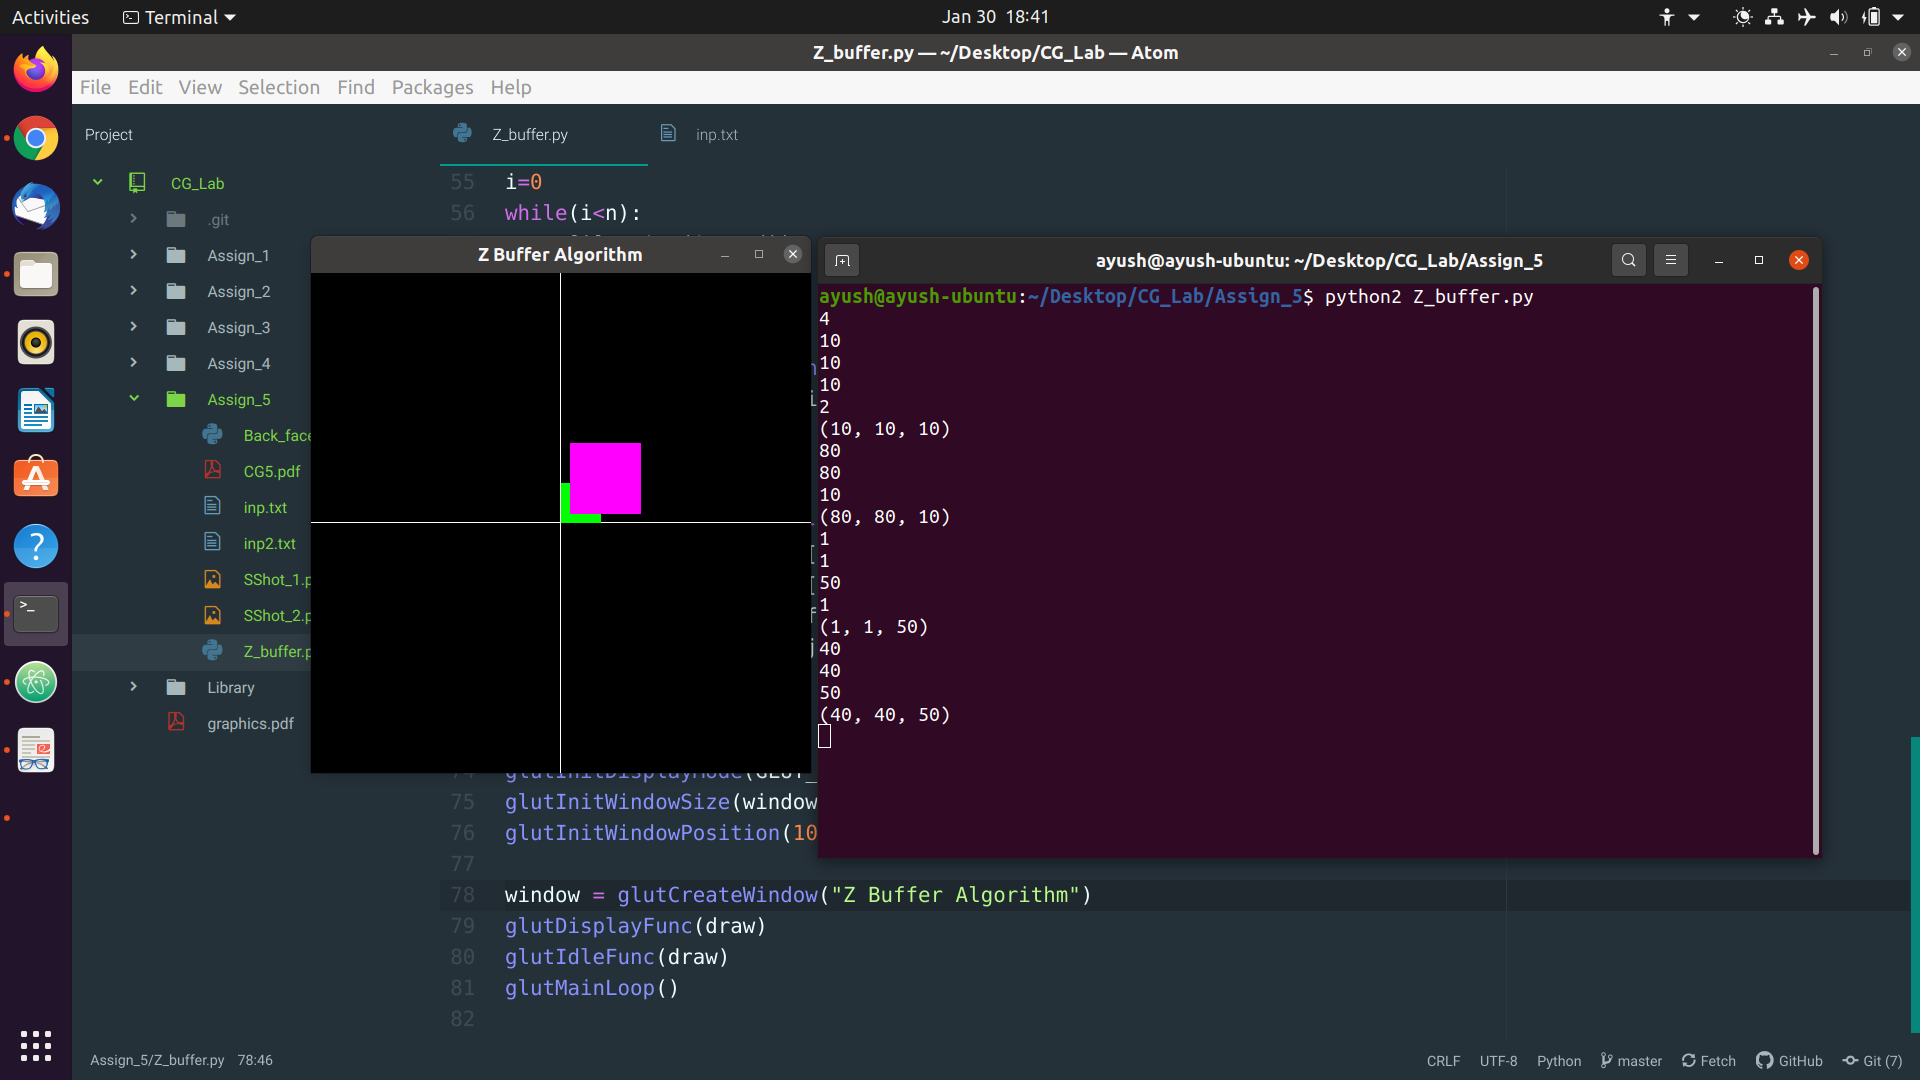 Activities
Terminal
Jan 30 18:41
Z_buffer.py — ~/Desktop/CG_Lab — Atom
File Edit View Selection Find Packages Help
Project
CG_Lab
.git
Assign_1
Assign_2
Assign_3
Assign_4
Assign_5
Back_face
CG5.pdf
inp.txt
inp2.txt
SShot_1.p
SShot_2.p
Z_buffer.p
Library
graphics.pdf
Z_buffer.py
inp.txt
55 i=0
56 while(i<n):
Z Buffer Algorithm
ayush@ayush-ubuntu: ~/Desktop/CG_Lab/Assign_5
ayush@ayush-ubuntu:~/Desktop/CG_Lab/Assign_5$ python2 Z_buffer.py
4
10
10
10
2
(10, 10, 10)
80
80
10
(80, 80, 10)
1
1
50
1
(1, 1, 50)
40
40
50
(40, 40, 50)
74 glutInitDisplayMode(GLUT_
75 glutInitWindowSize(window
76 glutInitWindowPosition(10
77
78 window = glutCreateWindow("Z Buffer Algorithm")
79 glutDisplayFunc(draw)
80 glutIdleFunc(draw)
81 glutMainLoop()
82
Assign_5/Z_buffer.py 78:46
CRLF UTF-8 Python master Fetch GitHub Git (7)